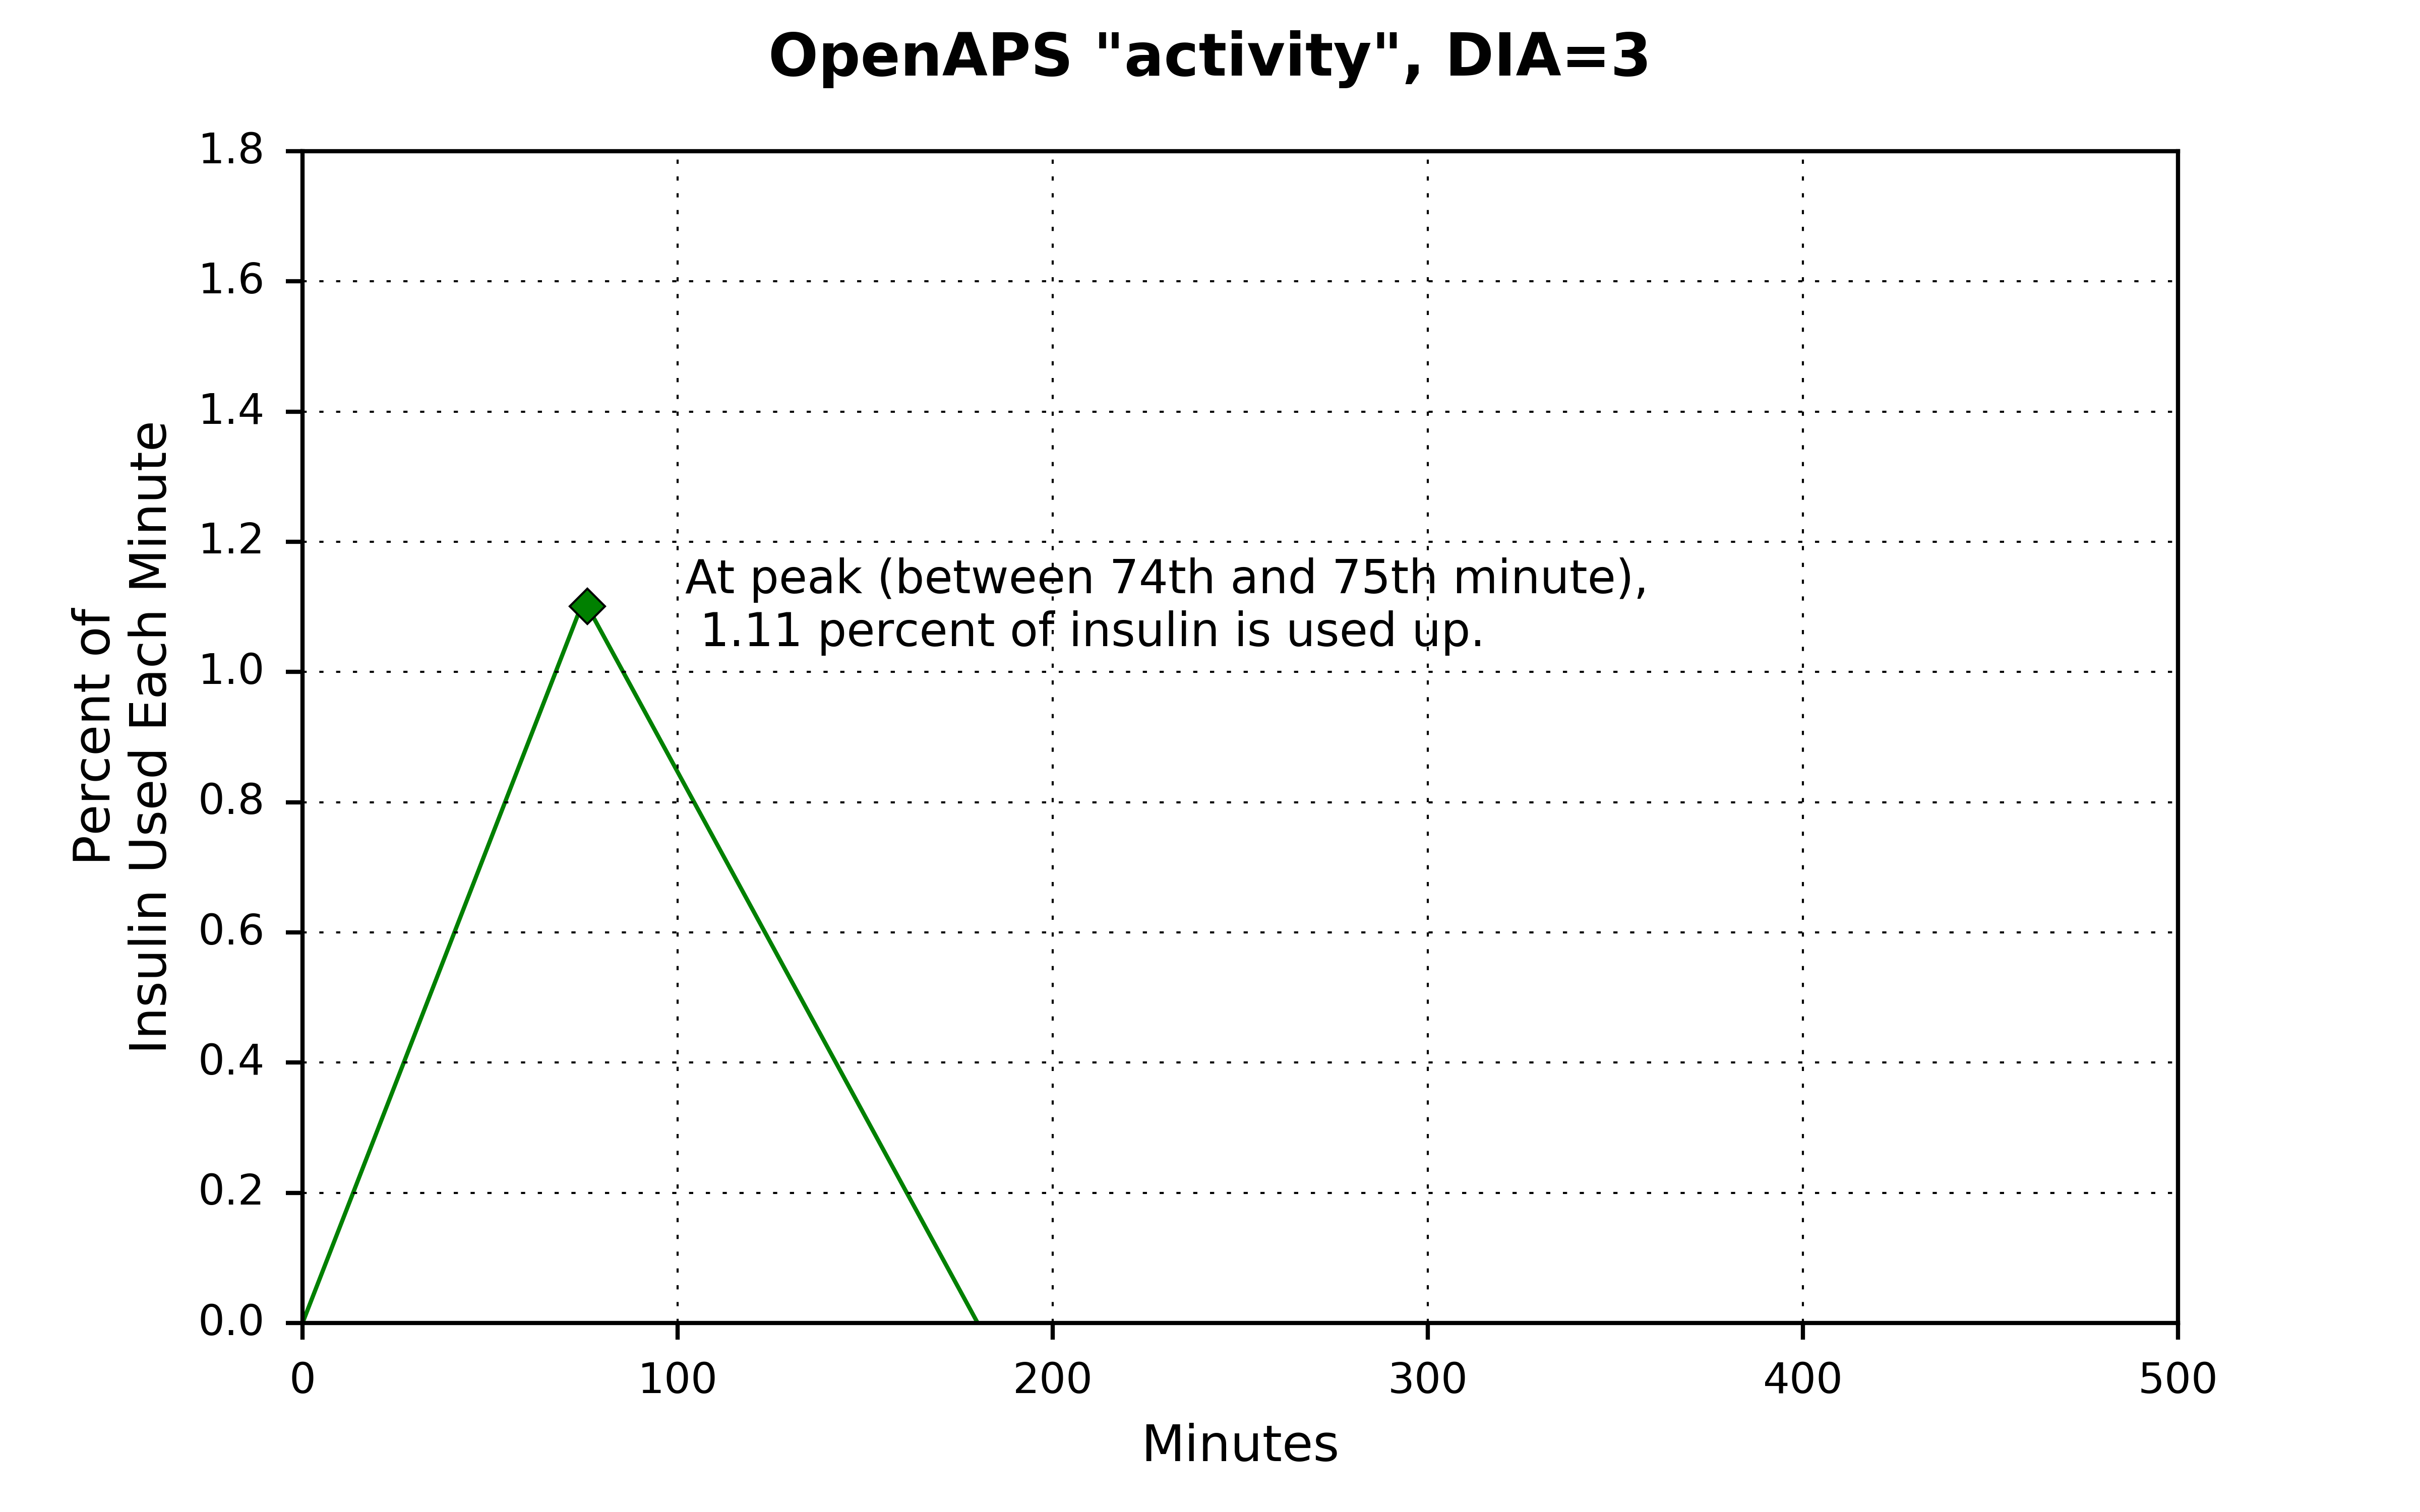 OpenAPS "activity", DIA=3
1.8
1.6
1.4
1.2
1.0
0.8
0.6
0.4
0.2
0.0
Percent of
Insulin Used Each Minute
At peak (between 74th and 75th minute),
1.11 percent of insulin is used up.
0 100 200 300 400 500
Minutes